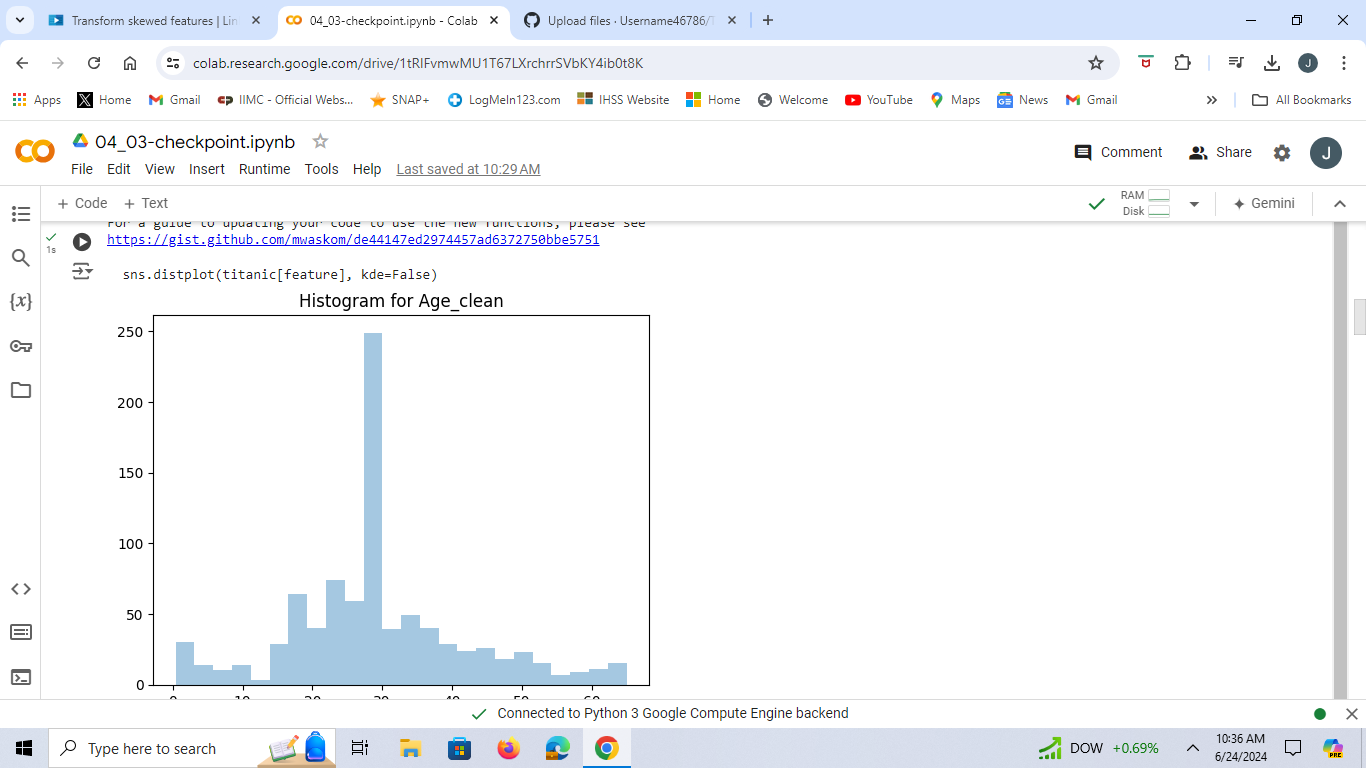 Transform skewed features | Lin
04_03-checkpoint.ipynb - Colab
Upload files · Username46786/T
colab.research.google.com/drive/1tRlFvmwMU1T67LXrchrrSVbKY4ib0t8K
J
Apps
Home
Gmail
IIMC - Official Webs...
SNAP+
LogMeIn123.com
IHSS Website
Home
Welcome
YouTube
Maps
News
Gmail
All Bookmarks
04_03-checkpoint.ipynb
Comment
Share
J
File Edit View Insert Runtime Tools Help Last saved at 10:29 AM
+ Code + Text
RAM
Disk
Gemini
For a guide to updating your code to use the new functions, please see
1s
https://gist.github.com/mwaskom/de44147ed2974457ad6372750bbe5751
sns.distplot(titanic[feature], kde=False)
Histogram for Age_clean
250
200
150
100
50
0
0 10 20 30 40 50 60
Connected to Python 3 Google Compute Engine backend
Type here to search
DOW +0.69%
10:36 AM
6/24/2024
PRE